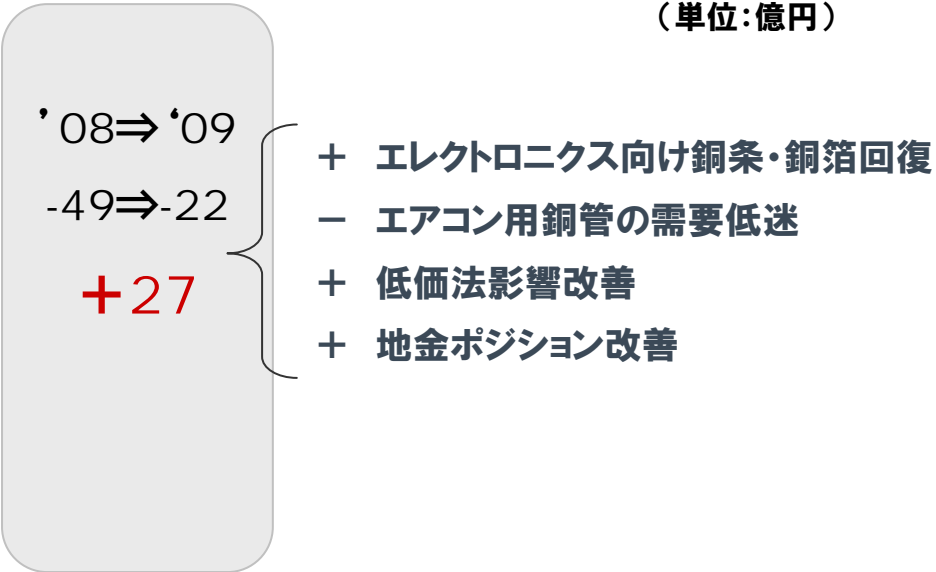 （単位：億円）
’08⇒‘09
-49⇒-22
＋27
＋ エレクトロニクス向け銅条・銅箔回復
－ エアコン用銅管の需要低迷
＋ 低価法影響改善
＋ 地金ポジション改善